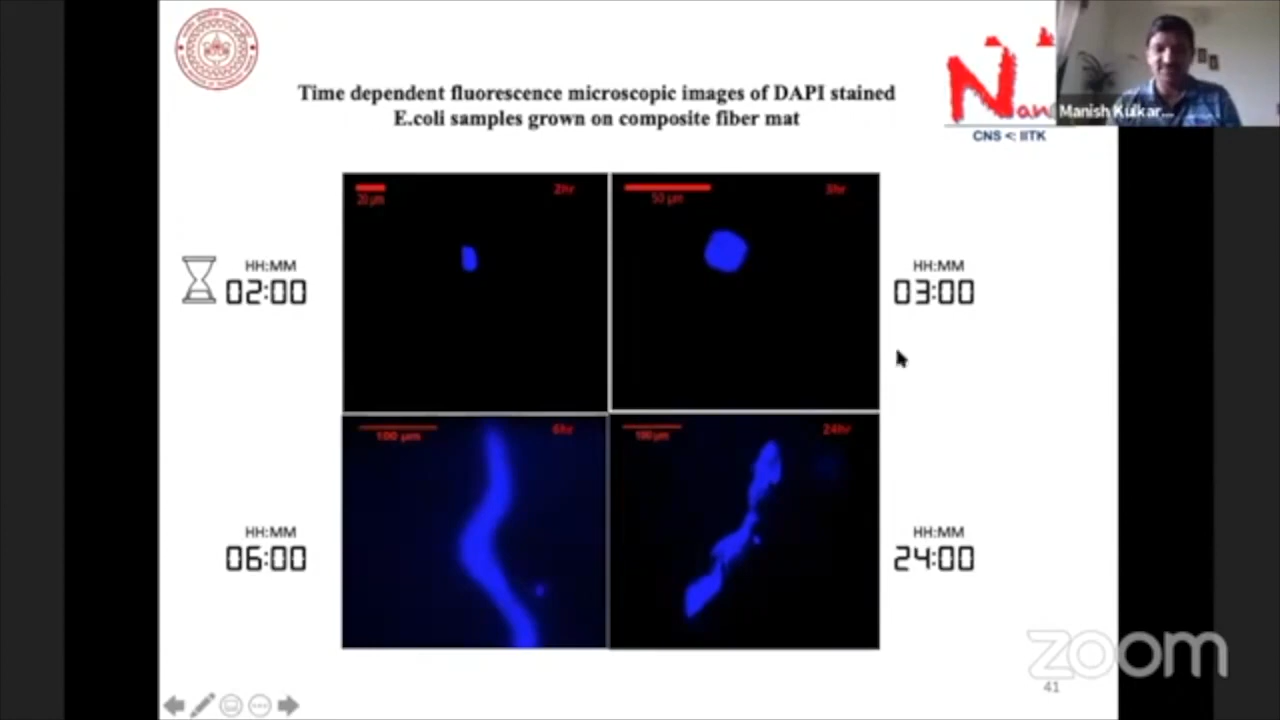 Time dependent fluorescence microscopic images of DAPI stained
E.coli samples grown on composite fiber mat
Nan
CNS < IITK
Manish Kulkar...
20 µm
2hr
50 µm
3hr
HH:MM
02:00
HH:MM
03:00
100 µm
6hr
100 µm
24hr
HH:MM
06:00
HH:MM
24:00
zoom
41